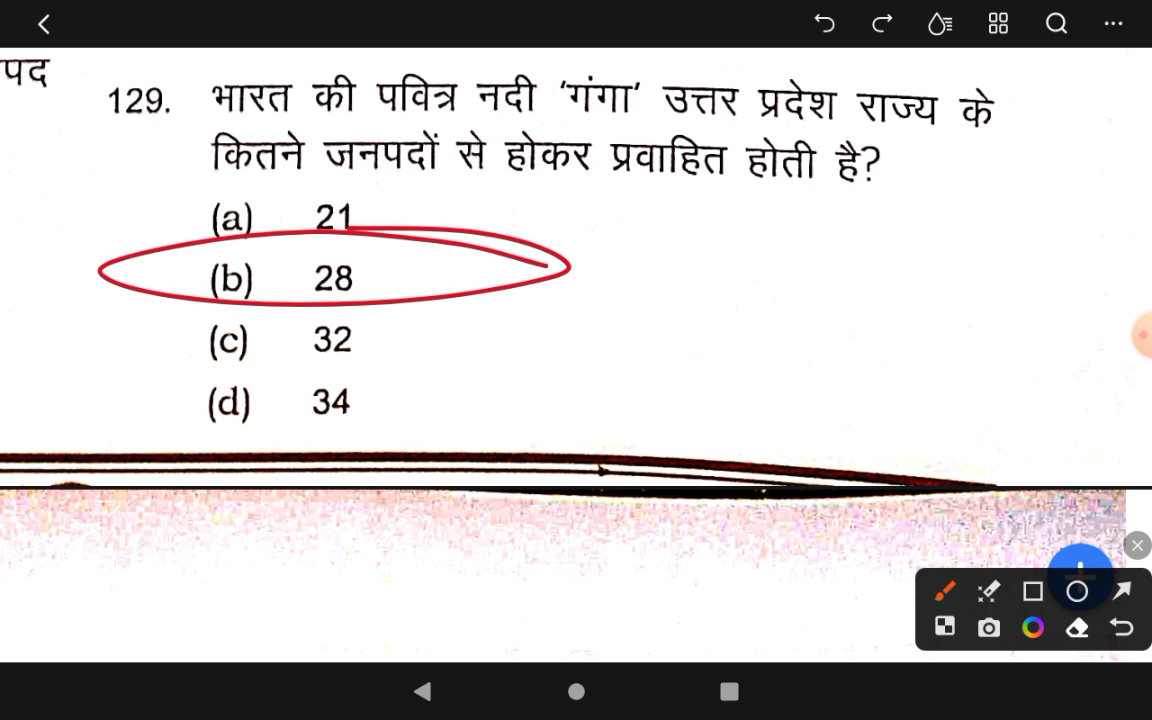 पद
129. भारत की पवित्र नदी ‘गंगा’ उत्तर प्रदेश राज्य के
कितने जनपदों से होकर प्रवाहित होती है?
(a) 21
(b) 28
(c) 32
(d) 34